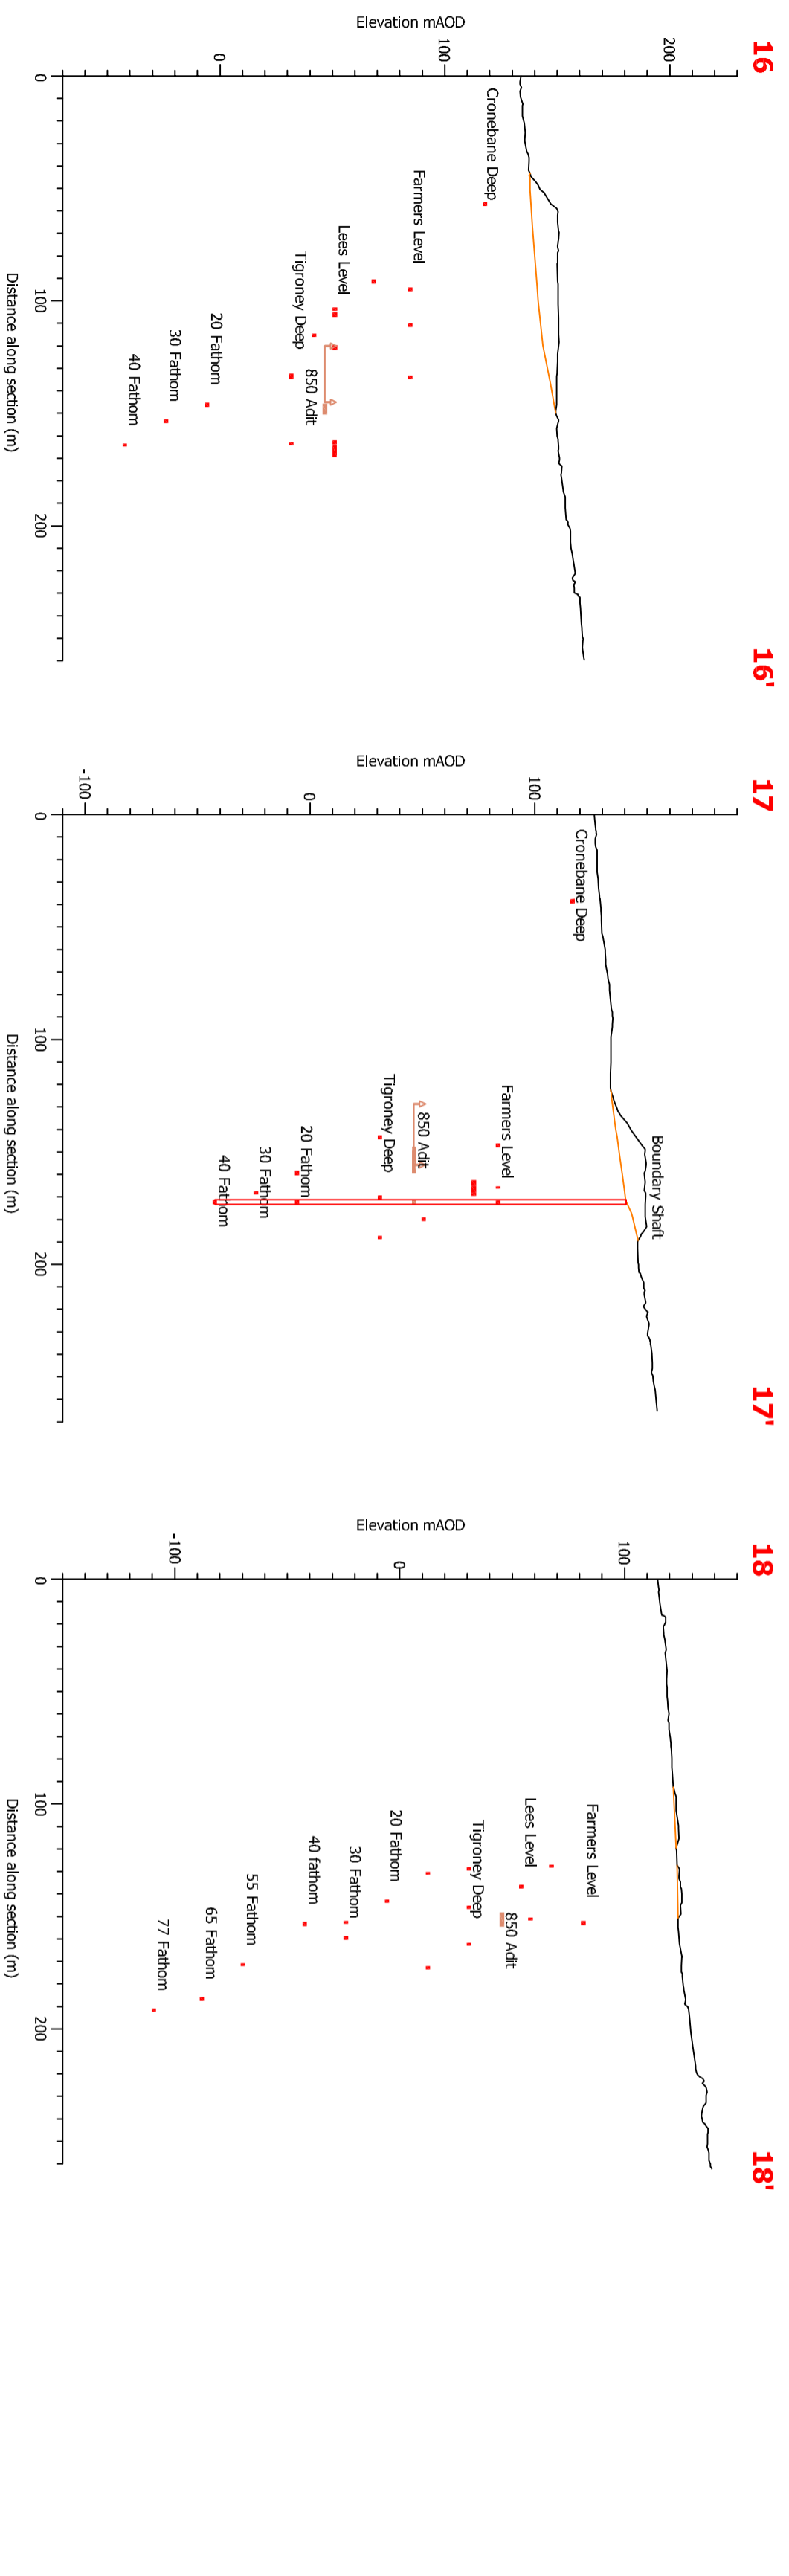 16
16'
Elevation mAOD
200
100
0
0
100
200
Distance along section (m)
Cronebane Deep
Farmers Level
Lees Level
Tigroney Deep
850 Adit
20 Fathom
30 Fathom
40 Fathom
17
17'
Elevation mAOD
100
0
-100
0
100
200
Distance along section (m)
Cronebane Deep
Boundary Shaft
Farmers Level
850 Adit
Tigroney Deep
20 Fathom
30 Fathom
40 Fathom
18
18'
Elevation mAOD
100
0
-100
0
100
200
Distance along section (m)
Farmers Level
Lees Level
850 Adit
Tigroney Deep
20 Fathom
30 Fathom
40 fathom
55 Fathom
65 Fathom
77 Fathom